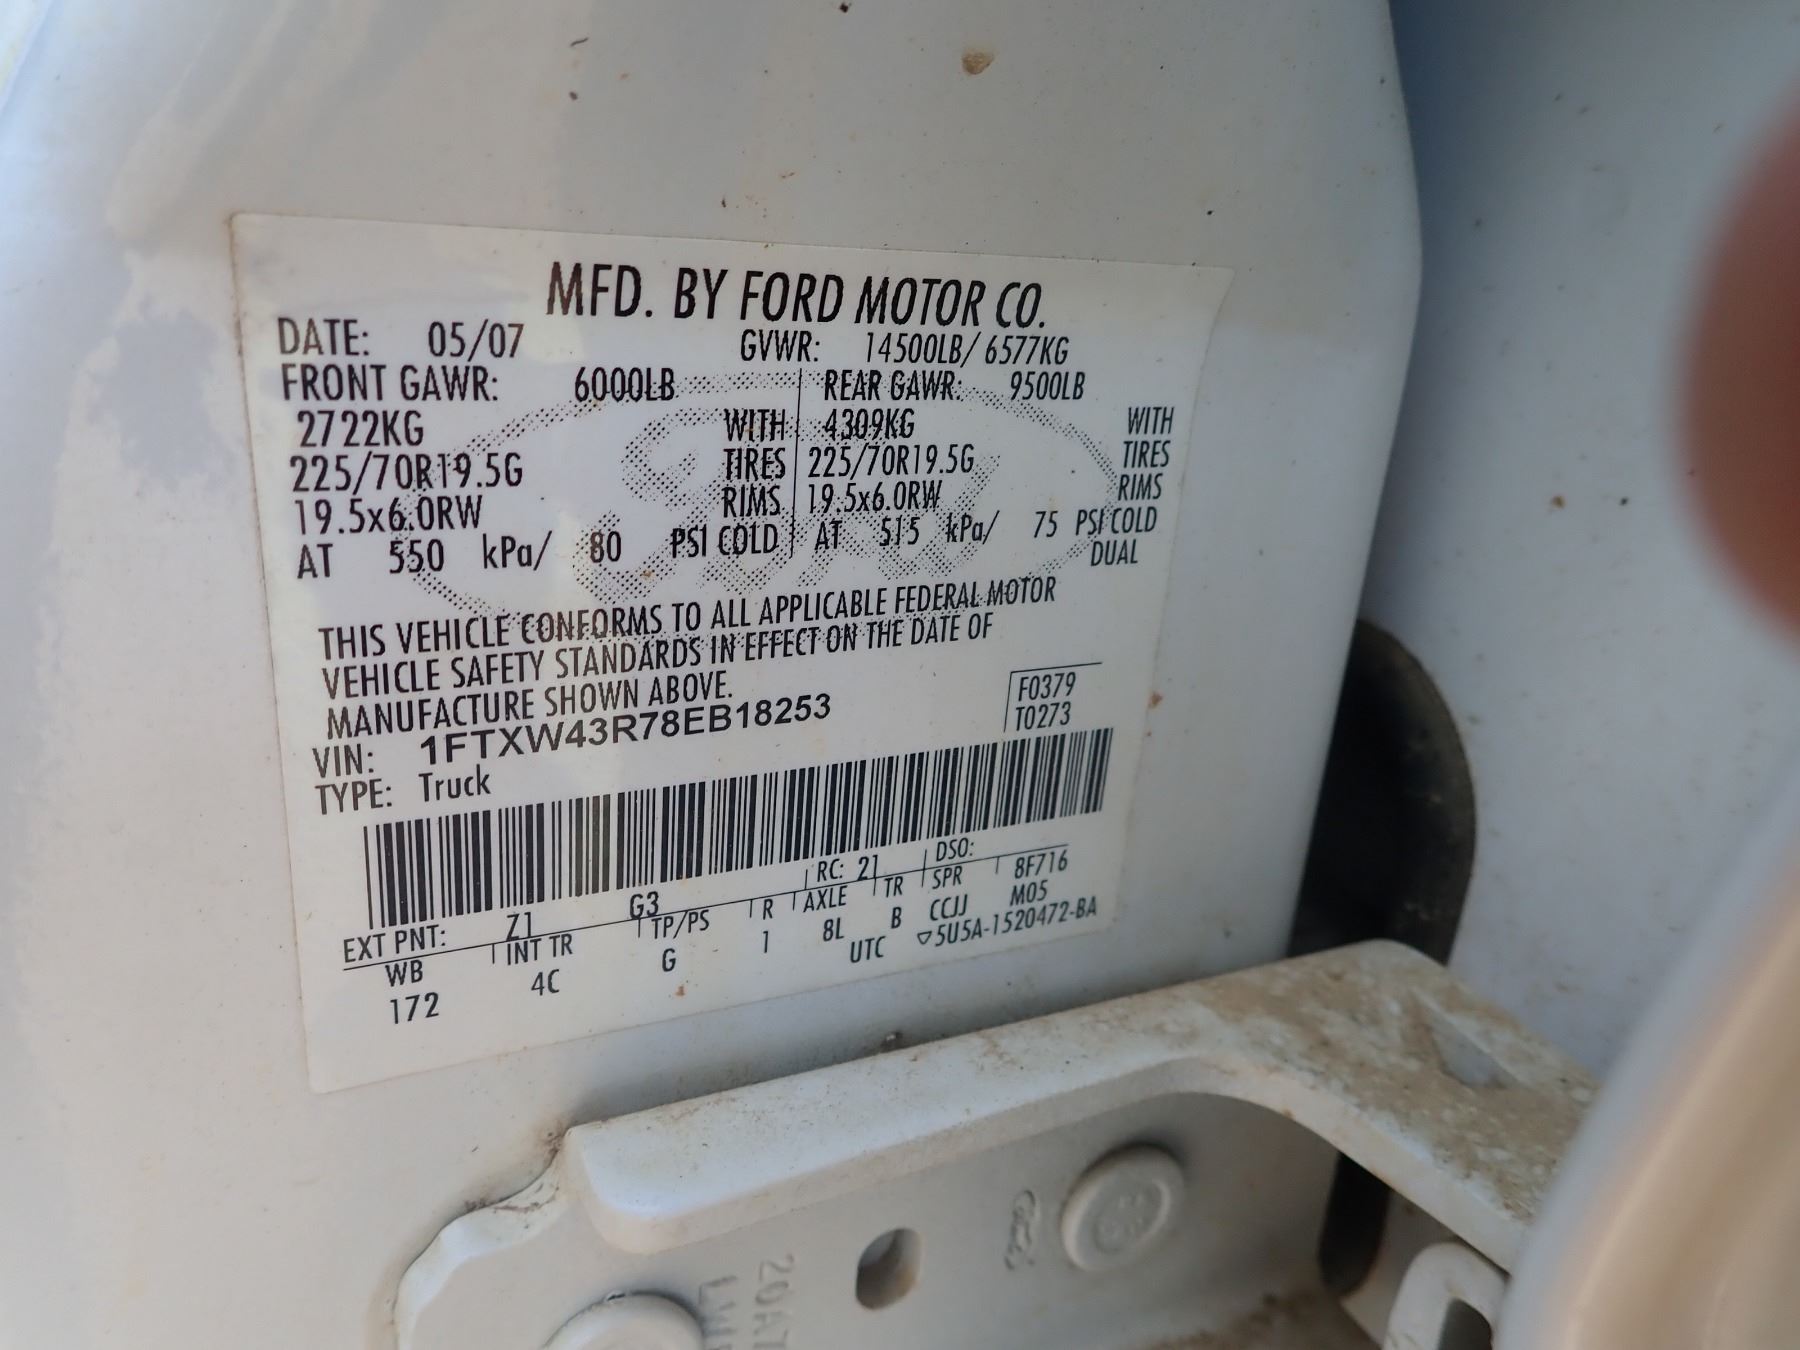 MFD. BY FORD MOTOR CO.
DATE: 05/07 GVWR: 14500LB/ 6577KG
FRONT GAWR: 6000LB REAR GAWR: 9500LB
2722KG WITH 4309KG WITH
225/70R19.5G TIRES 225/70R19.5G TIRES
19.5x6.0RW RIMS 19.5x6.0RW RIMS
AT 550 kPa/ 80 PSI COLD AT 515 kPa/ 75 PSI COLD
DUAL
THIS VEHICLE CONFORMS TO ALL APPLICABLE FEDERAL MOTOR
VEHICLE SAFETY STANDARDS IN EFFECT ON THE DATE OF
MANUFACTURE SHOWN ABOVE.
F0379
T0273
VIN: 1FTXW43R78EB18253
TYPE: Truck
EXT PNT: Z1 G3 RC: 21 DSO:
WB INT TR TP/PS R AXLE TR SPR 8F716
172 4C G 1 8L B CCJJ M05
UTC ▽5U5A-1520472-BA
Ford
20AT